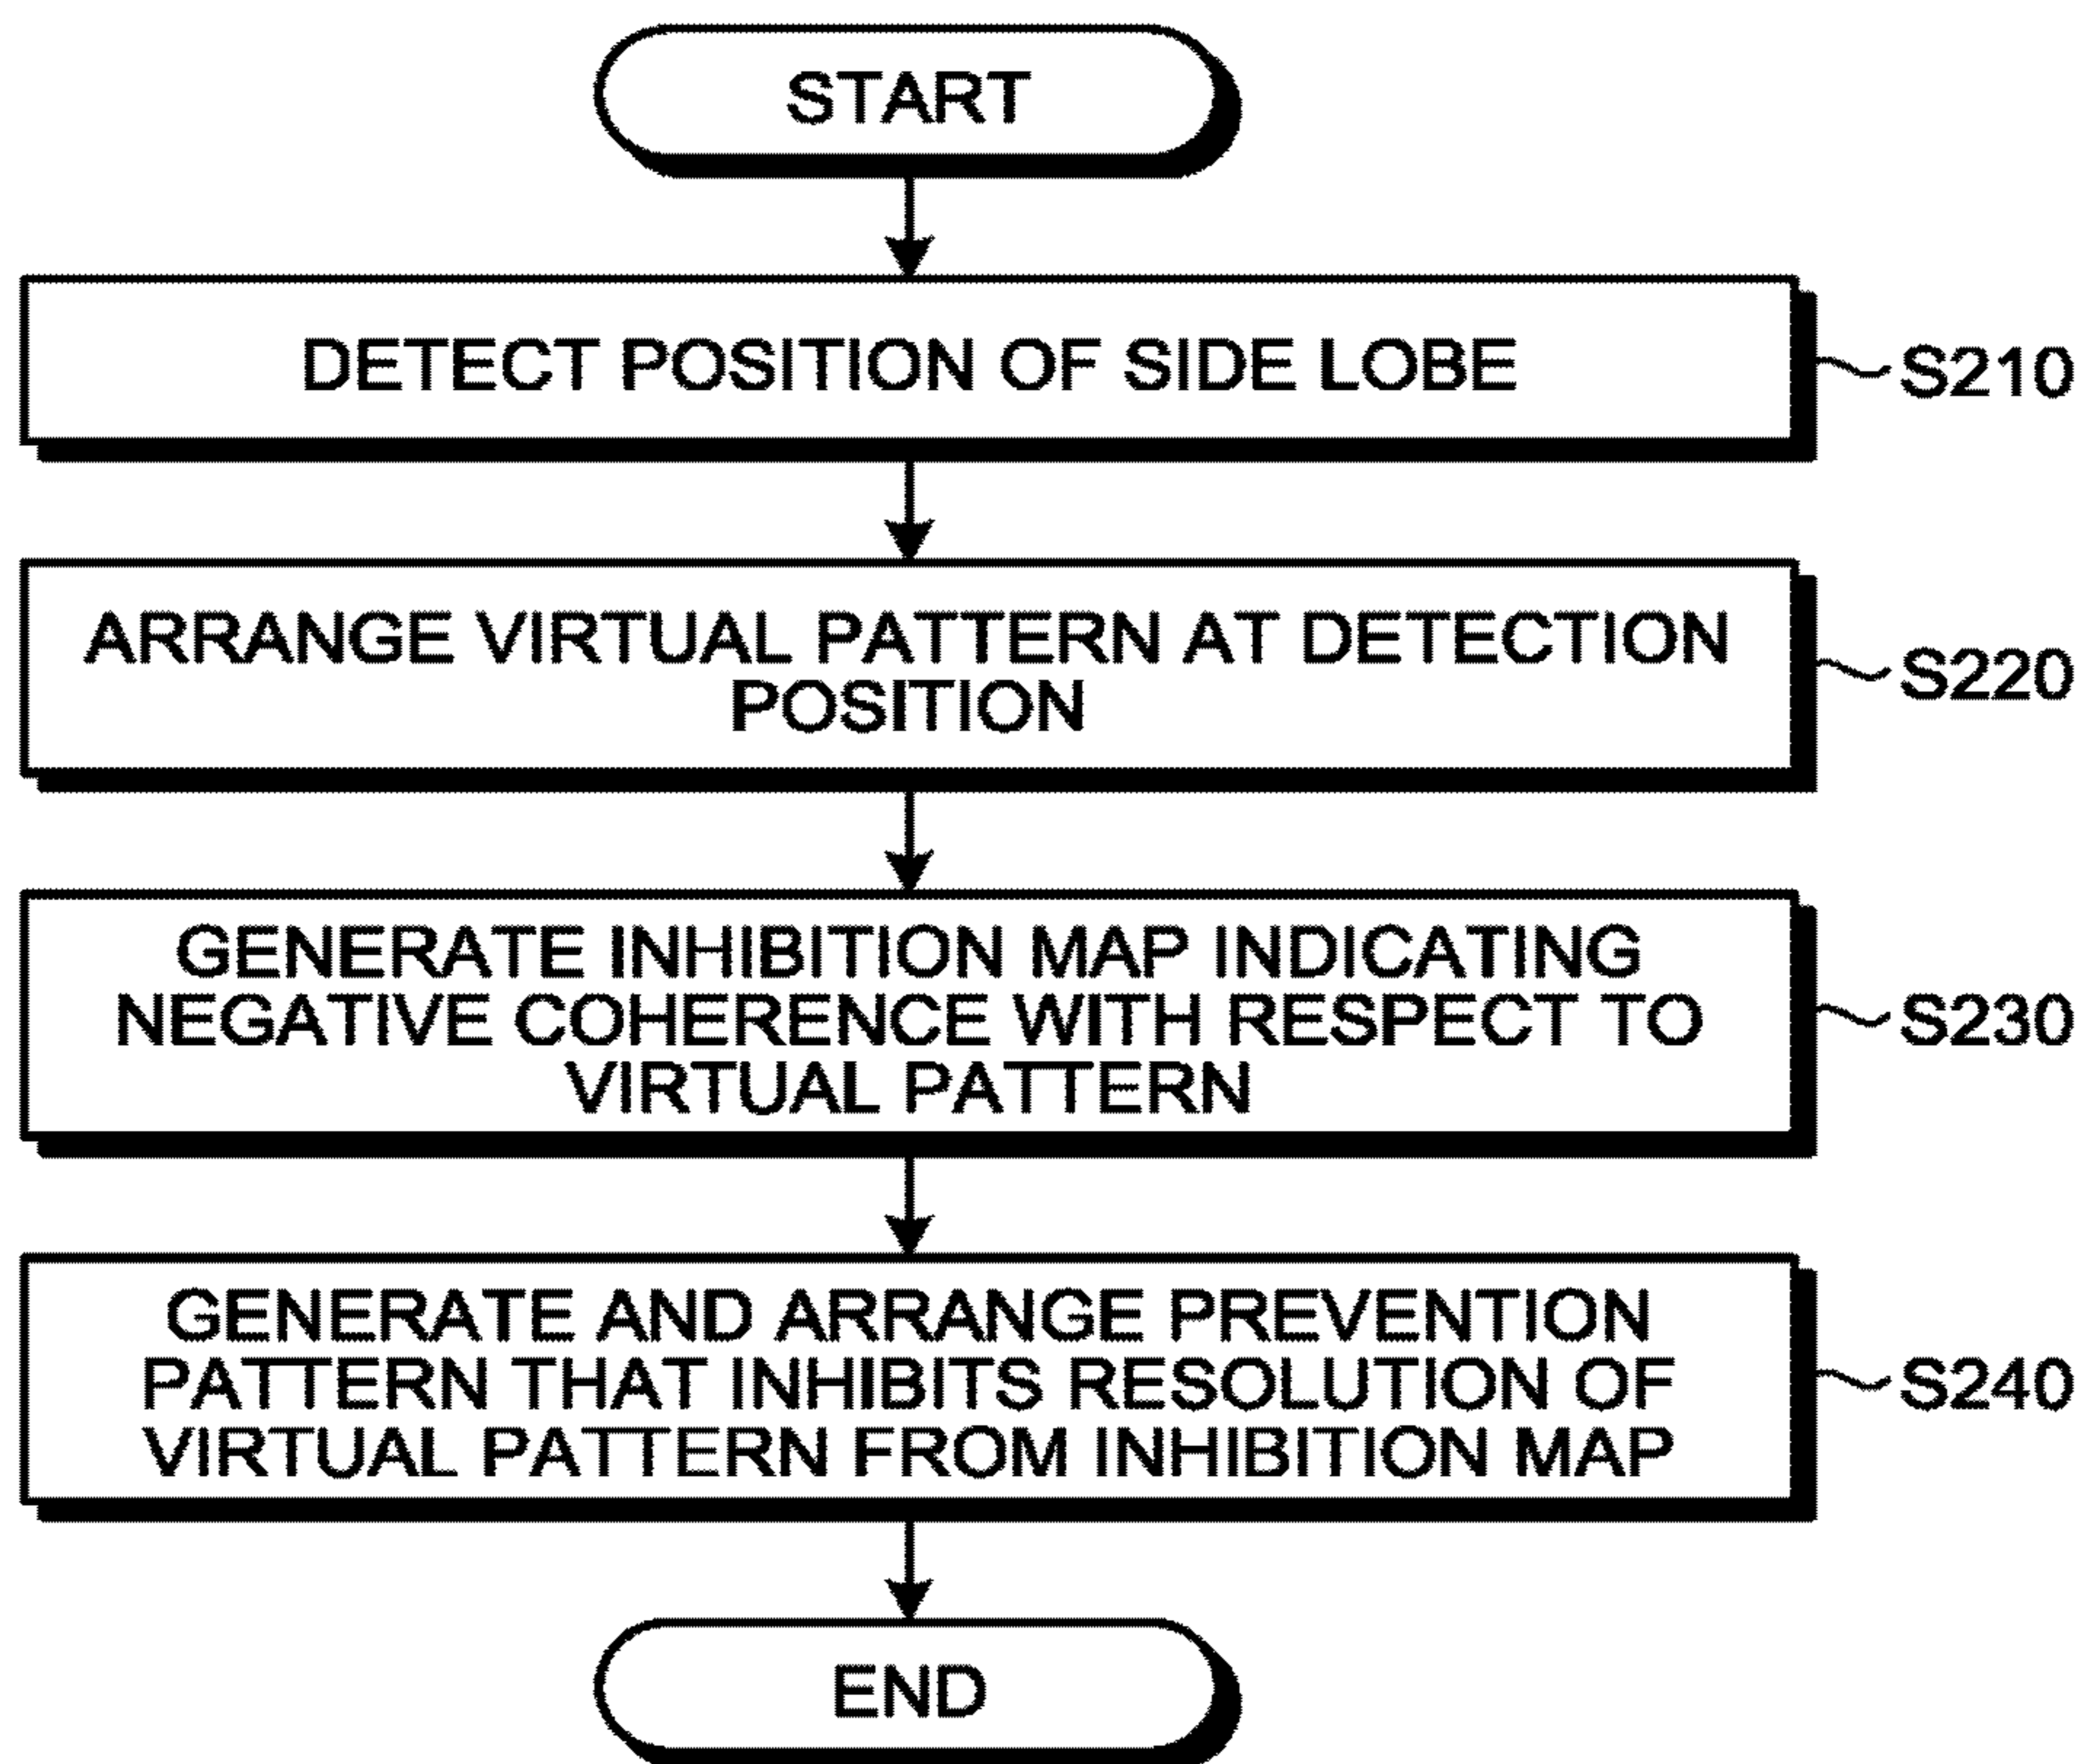 START
DETECT POSITION OF SIDE LOBE
S210
ARRANGE VIRTUAL PATTERN AT DETECTION
POSITION
S220
GENERATE INHIBITION MAP INDICATING
NEGATIVE COHERENCE WITH RESPECT TO
VIRTUAL PATTERN
S230
GENERATE AND ARRANGE PREVENTION
PATTERN THAT INHIBITS RESOLUTION OF
VIRTUAL PATTERN FROM INHIBITION MAP
S240
END